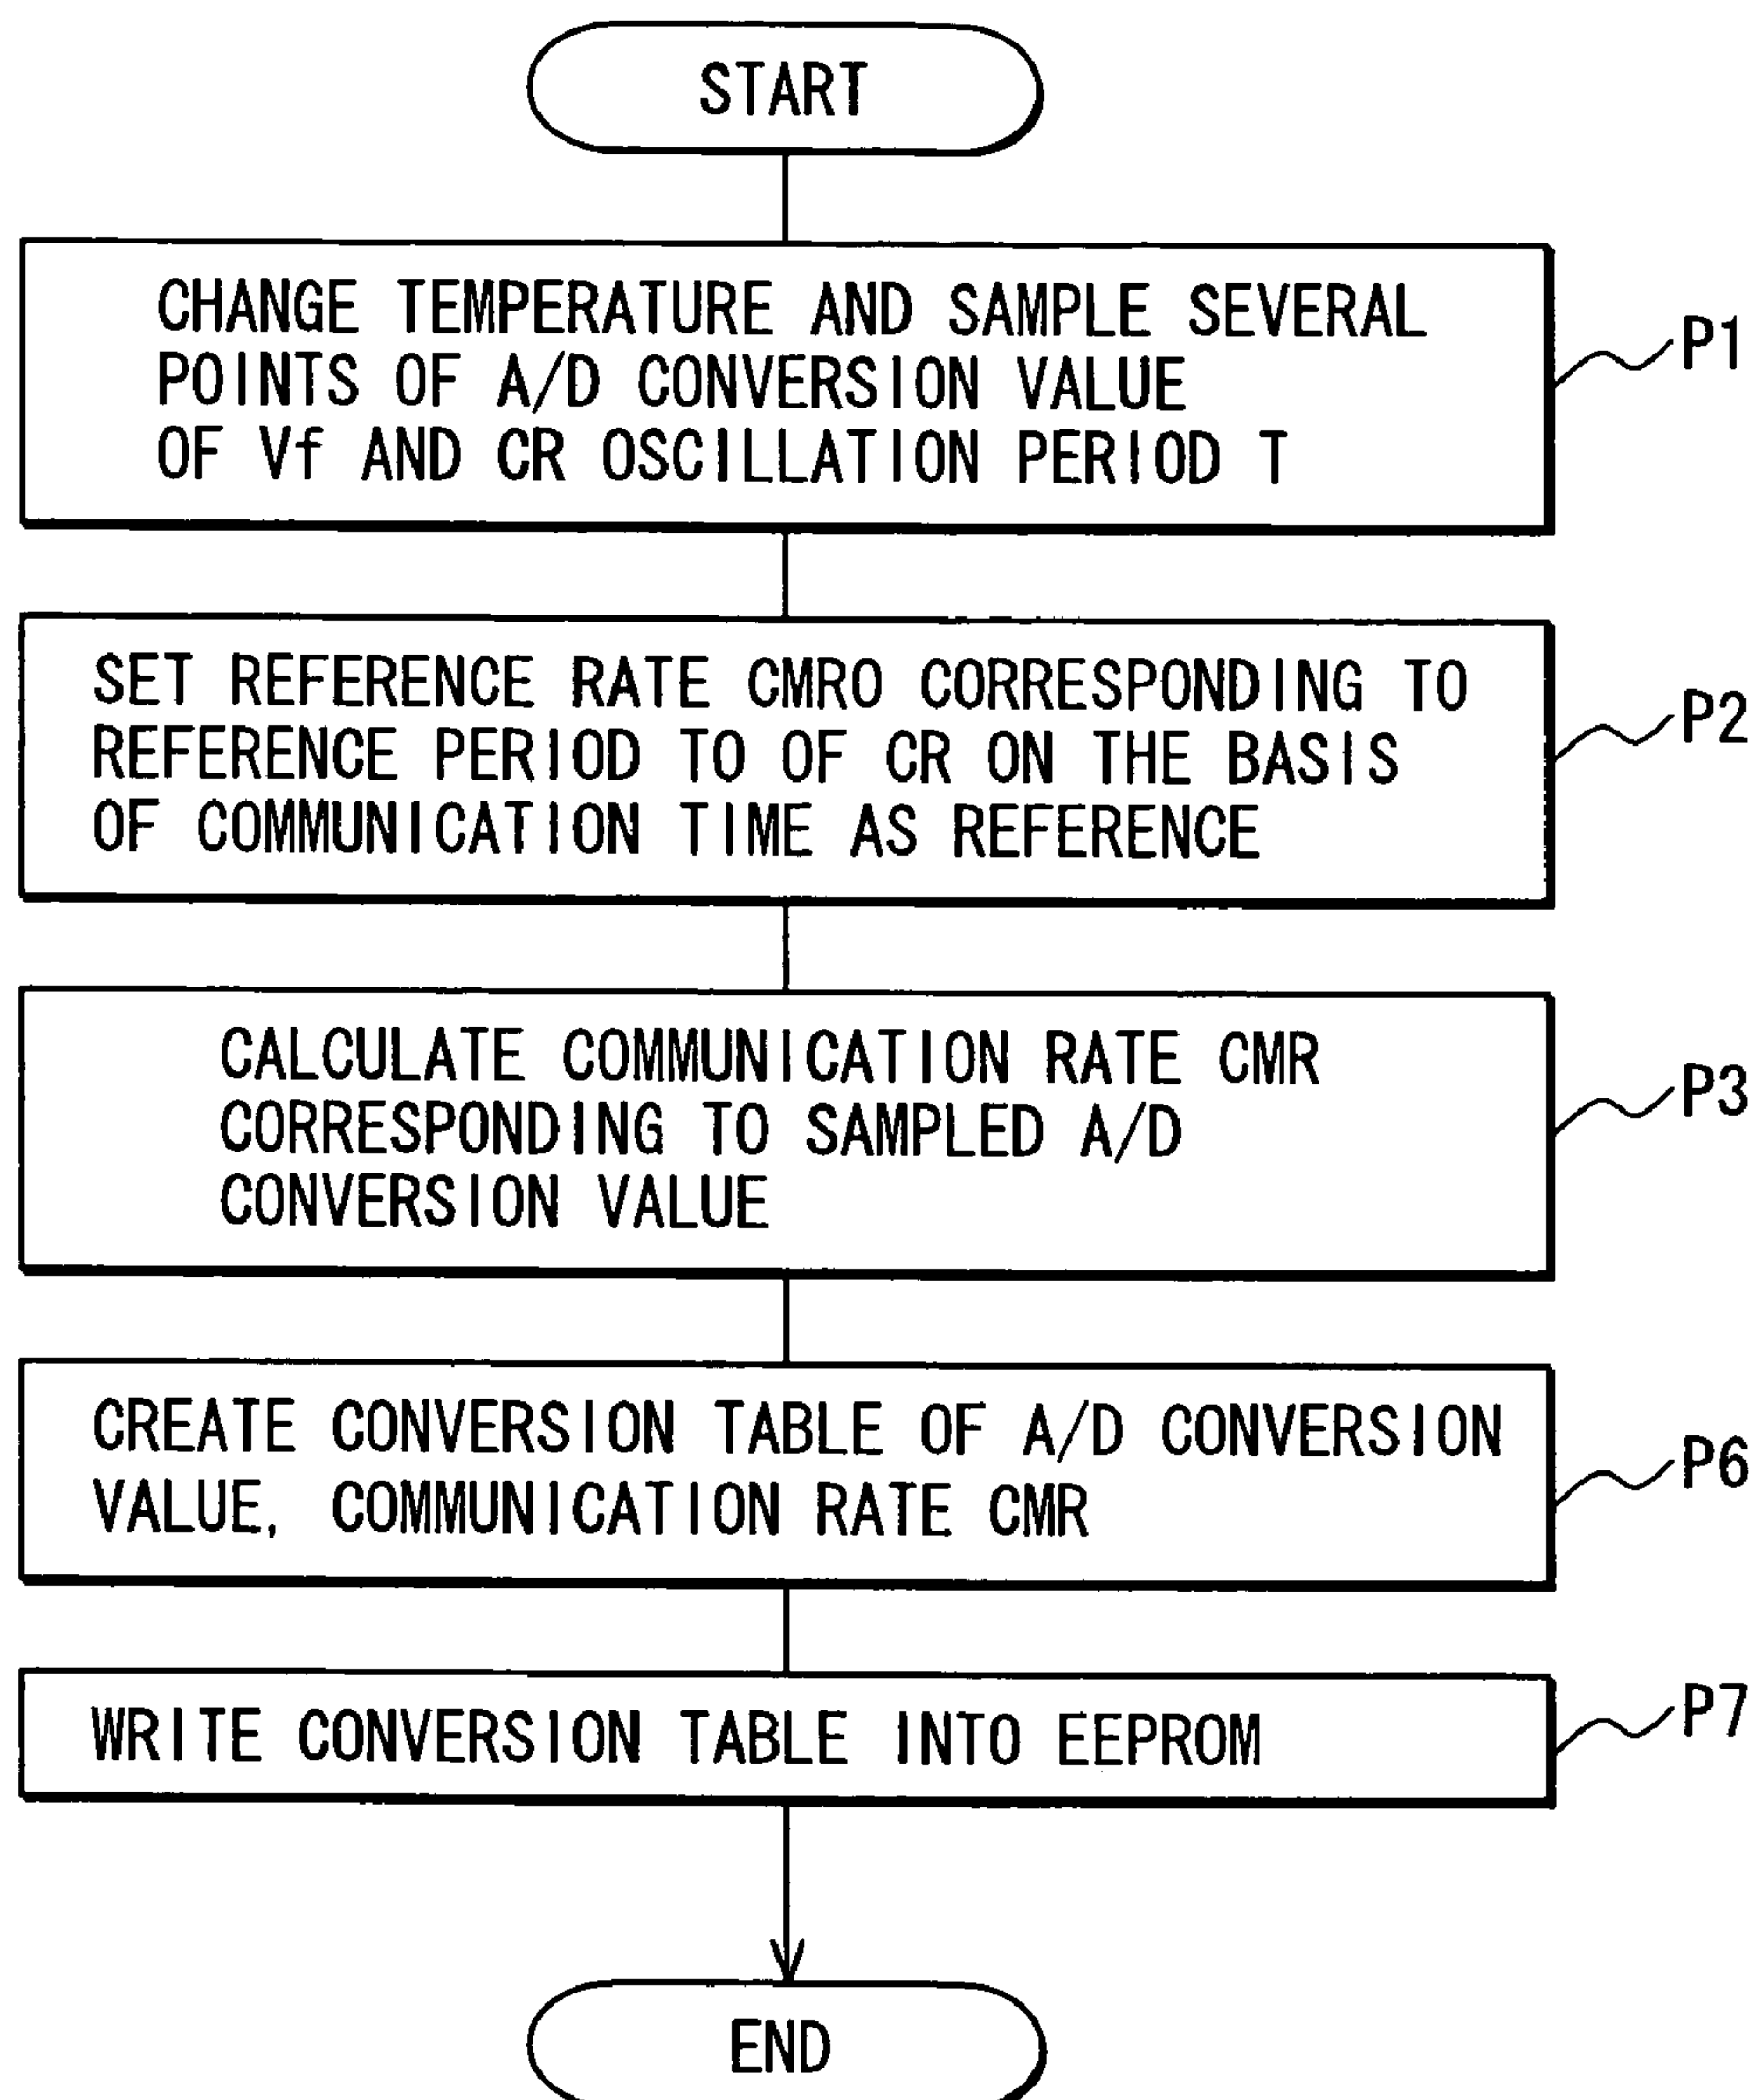 START
CHANGE TEMPERATURE AND SAMPLE SEVERAL
POINTS OF A/D CONVERSION VALUE
OF Vf AND CR OSCILLATION PERIOD T
P1
SET REFERENCE RATE CMR0 CORRESPONDING TO
REFERENCE PERIOD T0 OF CR ON THE BASIS
OF COMMUNICATION TIME AS REFERENCE
P2
CALCULATE COMMUNICATION RATE CMR
CORRESPONDING TO SAMPLED A/D
CONVERSION VALUE
P3
CREATE CONVERSION TABLE OF A/D CONVERSION
VALUE, COMMUNICATION RATE CMR
P6
WRITE CONVERSION TABLE INTO EEPROM
P7
END